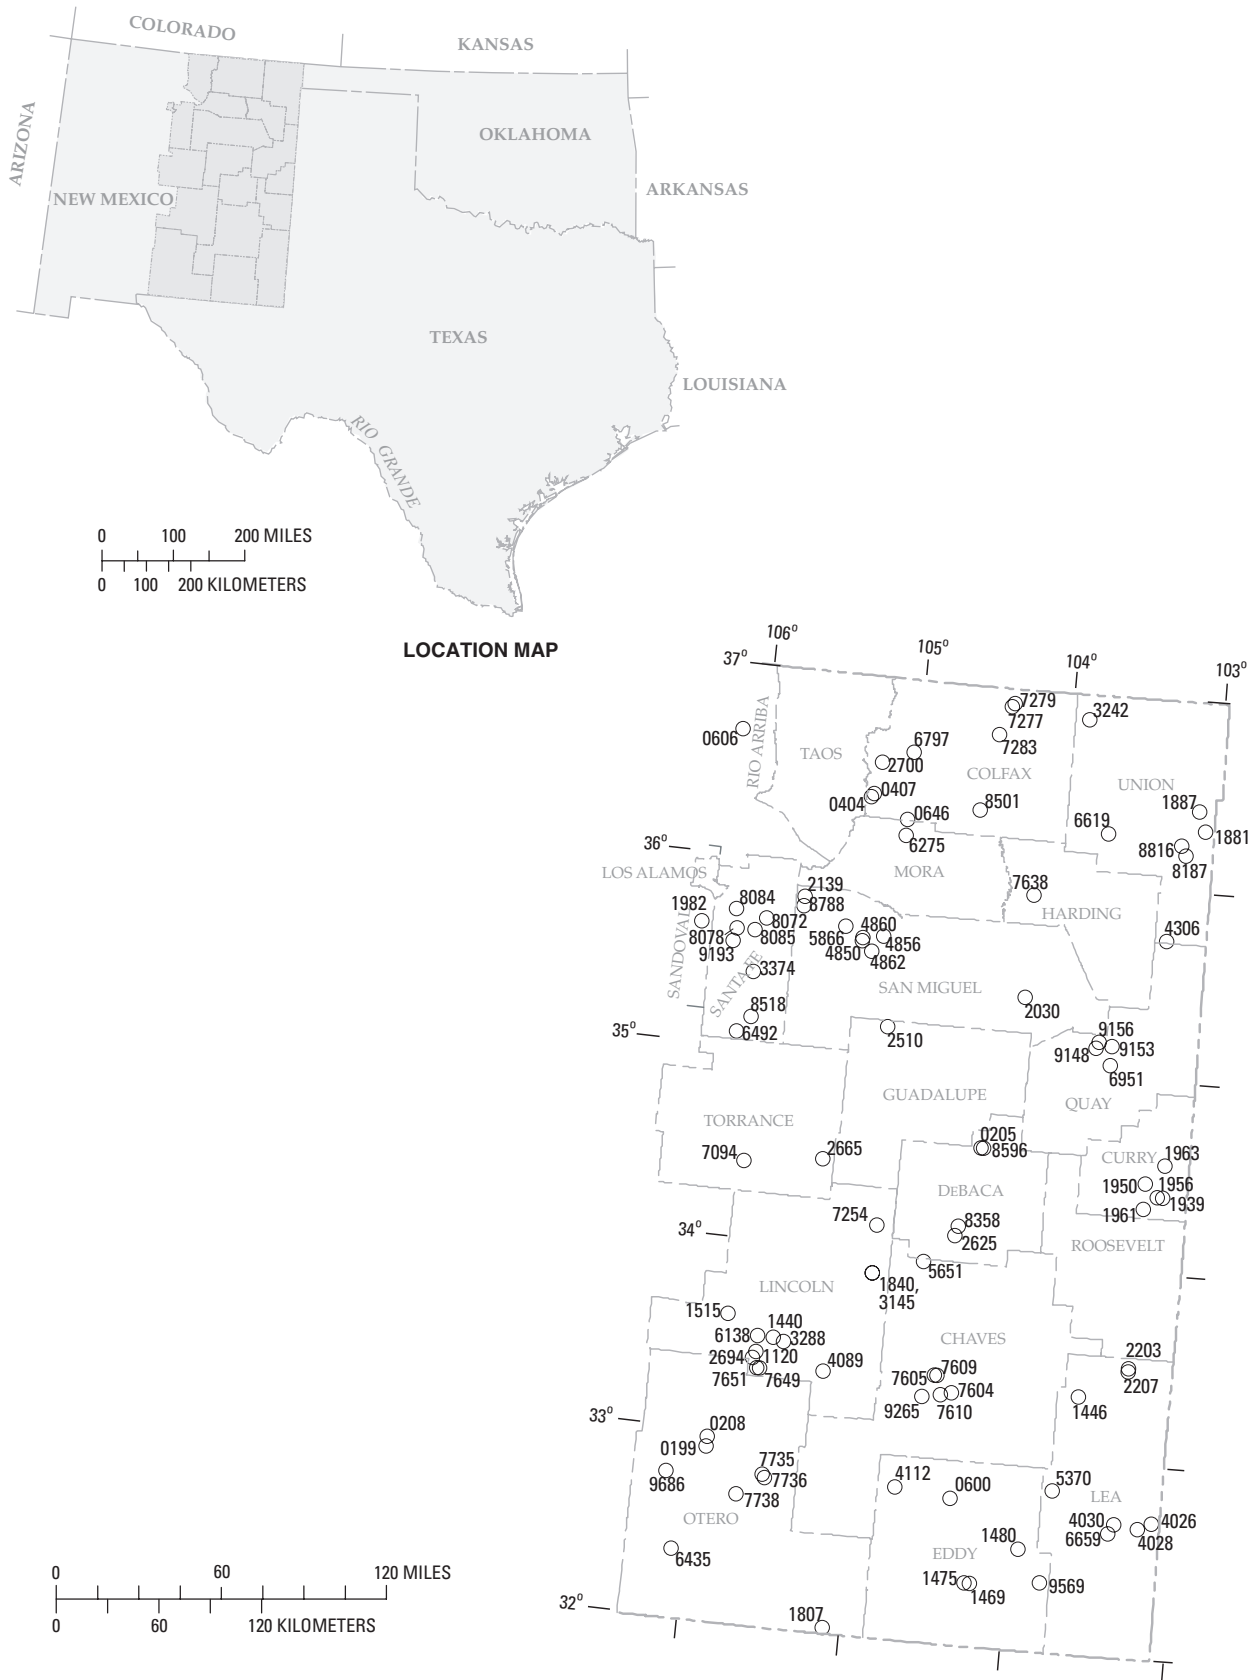 COLORADO
KANSAS
ARIZONA
OKLAHOMA
NEW MEXICO
ARKANSAS
TEXAS
LOUISIANA
RIO GRANDE
0 100 200 MILES
0 100 200 KILOMETERS
LOCATION MAP
106°
105°
104°
103°
37°
7279
7277
3242
0606
RIO ARRIBA
TAOS
6797
7283
2700
COLFAX
UNION
0407
0404
8501
1887
0646
6619
1881
6275
8816
8187
36°
LOS ALAMOS
MORA
2139
7638
1982
8084
8788
HARDING
8072
4860
4306
8078
8085
5866
4856
9193
4850
4862
SANDOVAL
SANTA FE
3374
SAN MIGUEL
8518
2030
35°
6492
2510
9156
9148
9153
6951
GUADALUPE
QUAY
TORRANCE
0205
8596
7094
2665
CURRY
1963
DEBACA
1950
1956
1939
1961
7254
8358
34°
2625
ROOSEVELT
5651
LINCOLN
1840,
3145
1515
1440
6138
3288
CHAVES
2694
1120
2203
7651
7649
4089
7605
7609
2207
7604
9265
7610
1446
33°
0208
0199
7735
9686
7736
4112
0600
5370
7738
LEA
OTERO
4030
4026
6659
4028
1480
6435
EDDY
1475
1469
9569
0 60 120 MILES
0 60 120 KILOMETERS
32°
1807